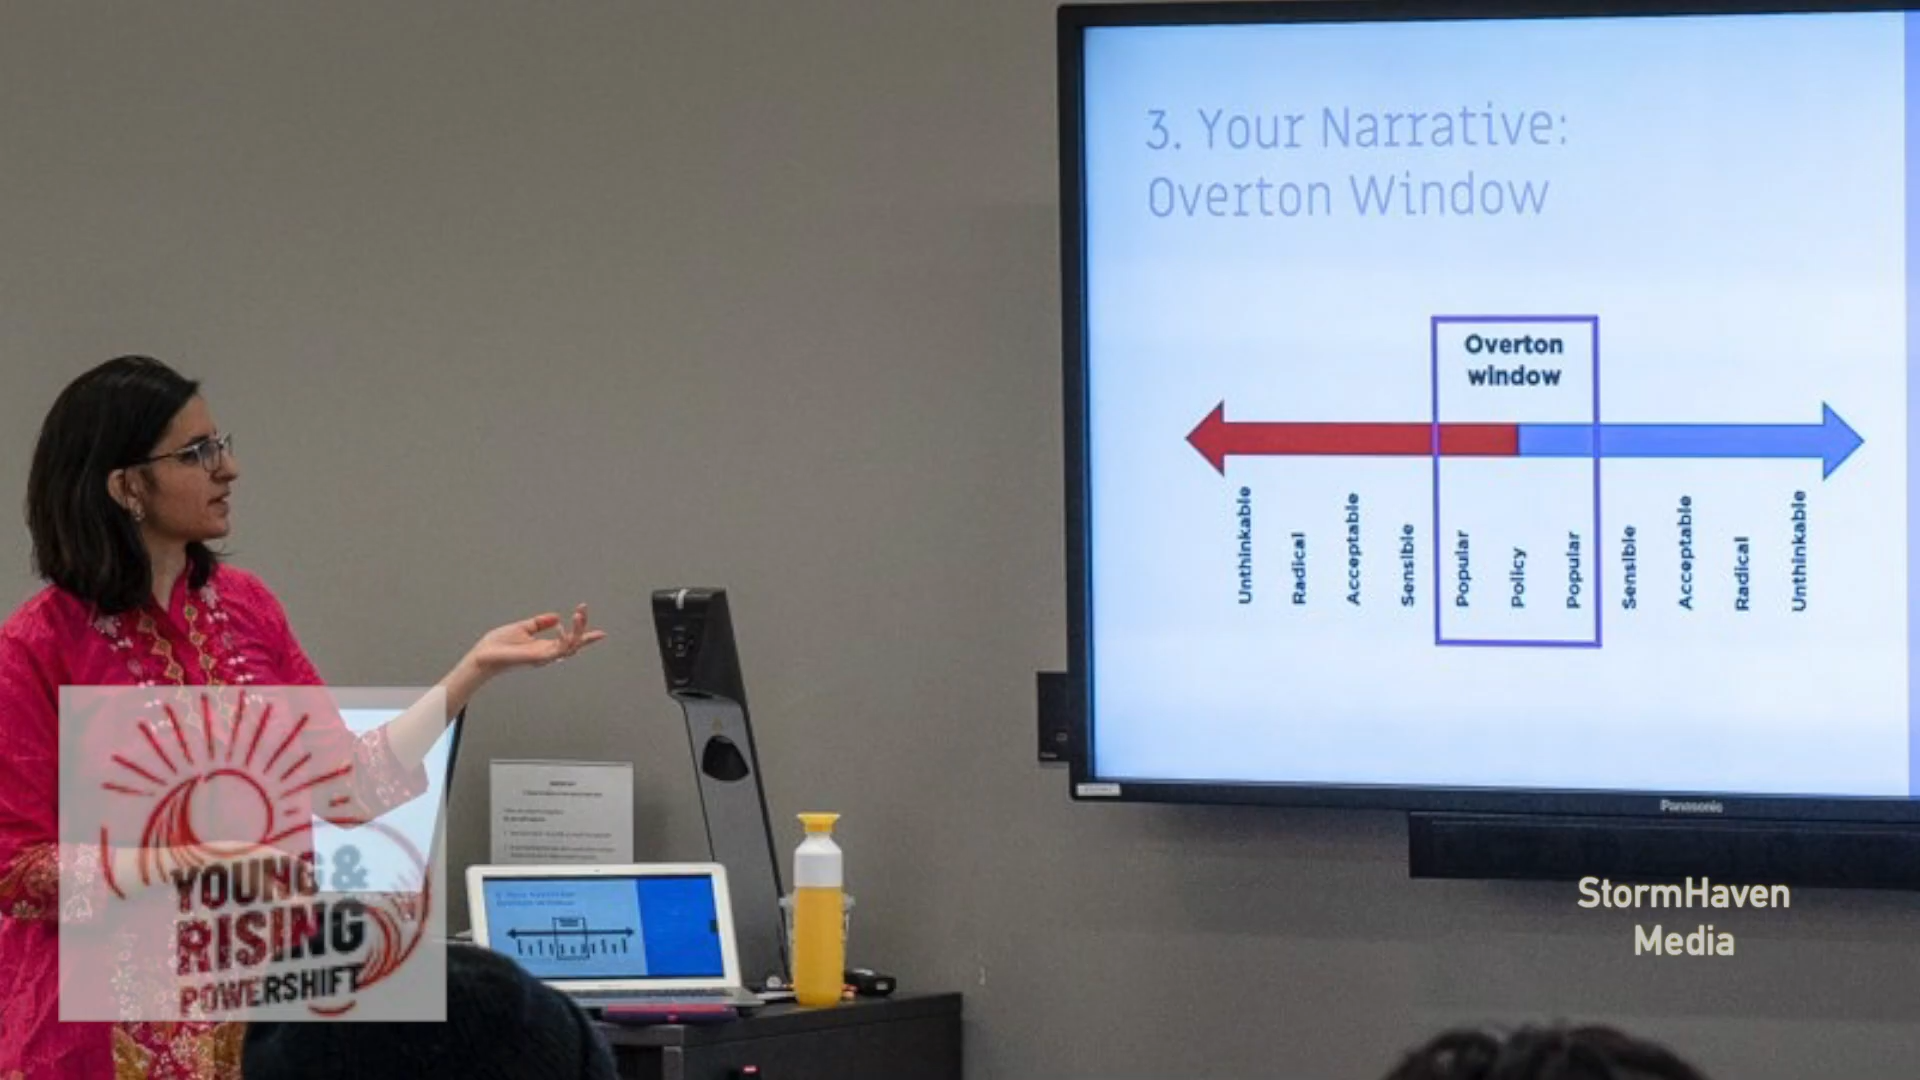 3. Your Narrative:
Overton Window
Overton
window
Unthinkable
Radical
Acceptable
Sensible
Popular
Policy
Popular
Sensible
Acceptable
Radical
Unthinkable
Panasonic
StormHaven
Media
YOUNG &
RISING
POWERSHIFT